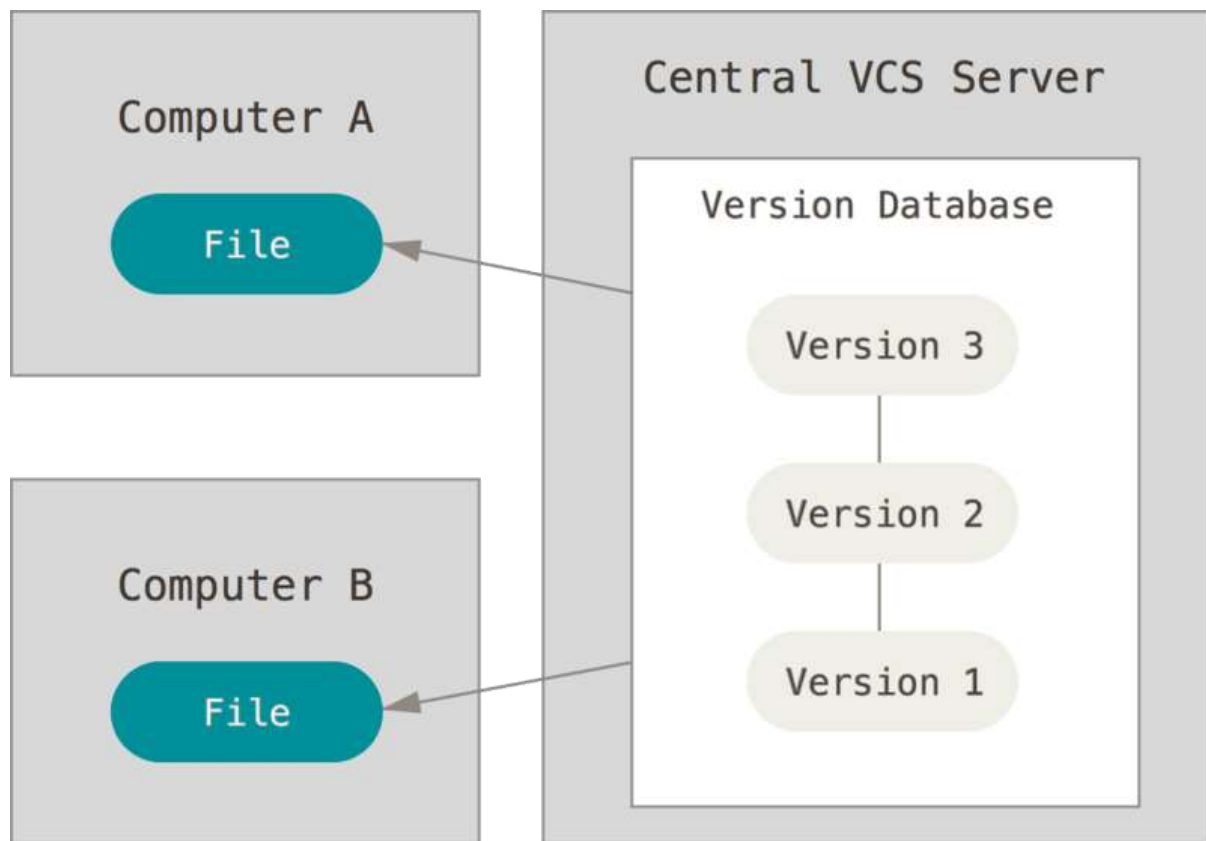 Computer A
File
Computer B
File
Central VCS Server
Version Database
Version 3
Version 2
Version 1